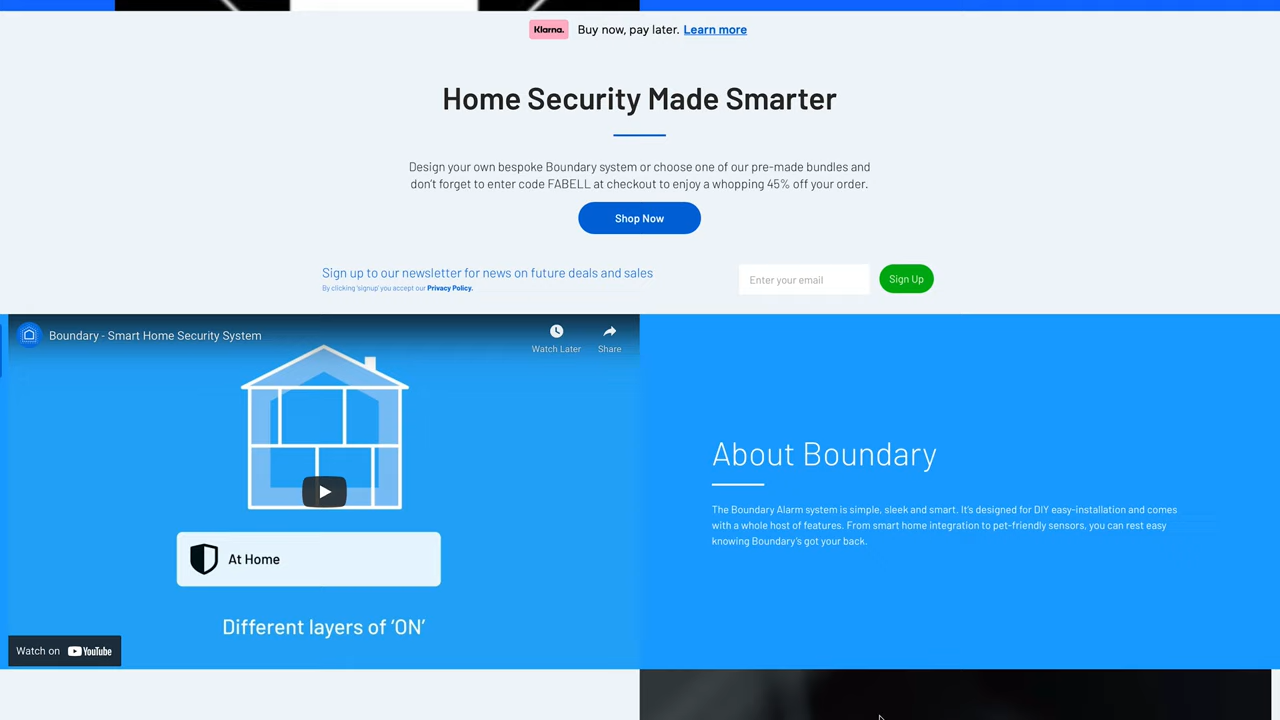 Klarna. Buy now, pay later. Learn more
Home Security Made Smarter
Design your own bespoke Boundary system or choose one of our pre-made bundles and
don't forget to enter code FABELL at checkout to enjoy a whopping 45% off your order.
Shop Now
Sign up to our newsletter for news on future deals and sales
By clicking 'signup' you accept our Privacy Policy.
Enter your email
Sign Up
Boundary - Smart Home Security System
Watch Later
Share
At Home
Different layers of 'ON'
Watch on YouTube
About Boundary
The Boundary Alarm system is simple, sleek and smart. It's designed for DIY easy-installation and comes
with a whole host of features. From smart home integration to pet-friendly sensors, you can rest easy
knowing Boundary's got your back.